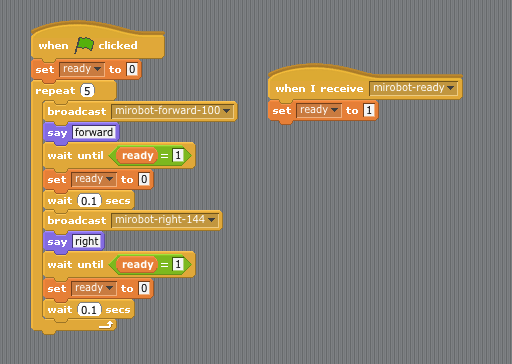 when clicked
set ready to 0
repeat 5
broadcast mirobot-forward-100
say forward
wait until ready = 1
set ready to 0
wait 0.1 secs
broadcast mirobot-right-144
say right
wait until ready = 1
set ready to 0
wait 0.1 secs
when I receive mirobot-ready
set ready to 1